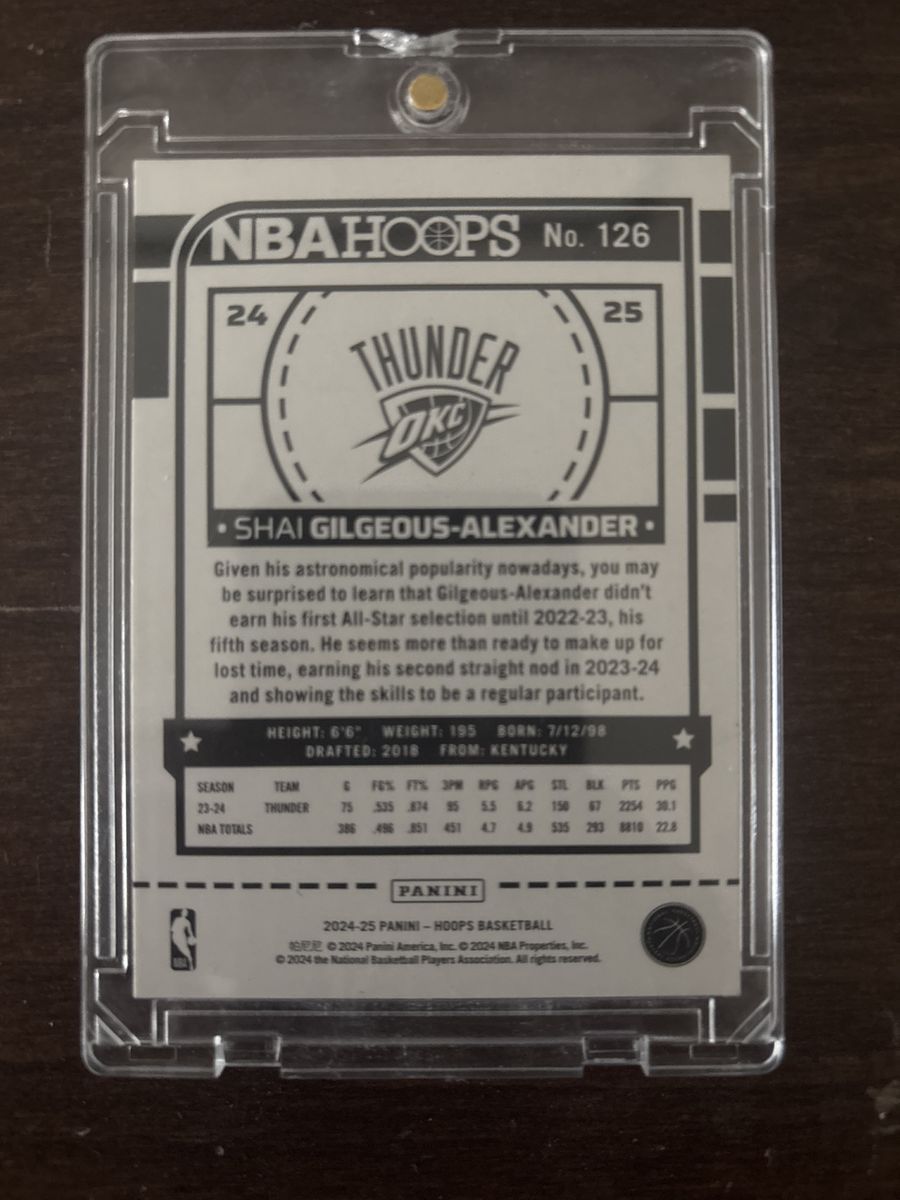 NBA HOOPS No. 126
24 25
THUNDER
OKC
• SHAI GILGEOUS-ALEXANDER •
Given his astronomical popularity nowadays, you may
be surprised to learn that Gilgeous-Alexander didn't
earn his first All-Star selection until 2022-23, his
fifth season. He seems more than ready to make up for
lost time, earning his second straight nod in 2023-24
and showing the skills to be a regular participant.
HEIGHT: 6'6" WEIGHT: 195 BORN: 7/12/98
DRAFTED: 2018 FROM: KENTUCKY
SEASON TEAM G FG% FT% 3PM RPG APG STL BLK PTS PPG
23-24 THUNDER 75 .535 .874 95 5.5 6.2 150 67 2254 30.1
NBA TOTALS 386 .496 .851 451 4.7 4.9 535 293 8810 22.8
PANINI
2024-25 PANINI – HOOPS BASKETBALL
帕尼尼 © 2024 Panini America, Inc. © 2024 NBA Properties, Inc.
© 2024 the National Basketball Players Association. All rights reserved.
NBA